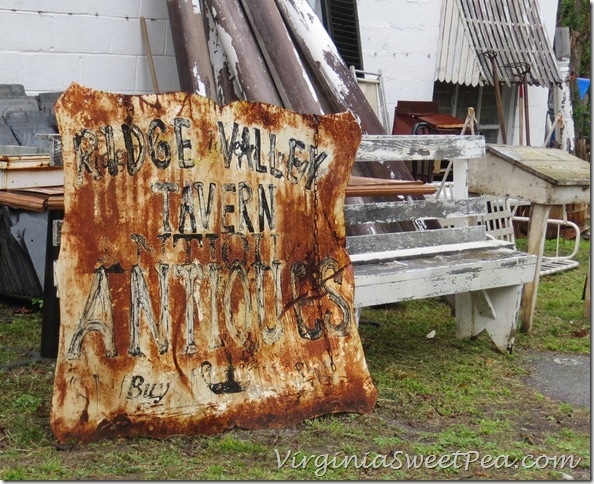 RIDGE VALLEY
TAVERN
ANTIQUES
Buy
VirginiaSweetPea.com